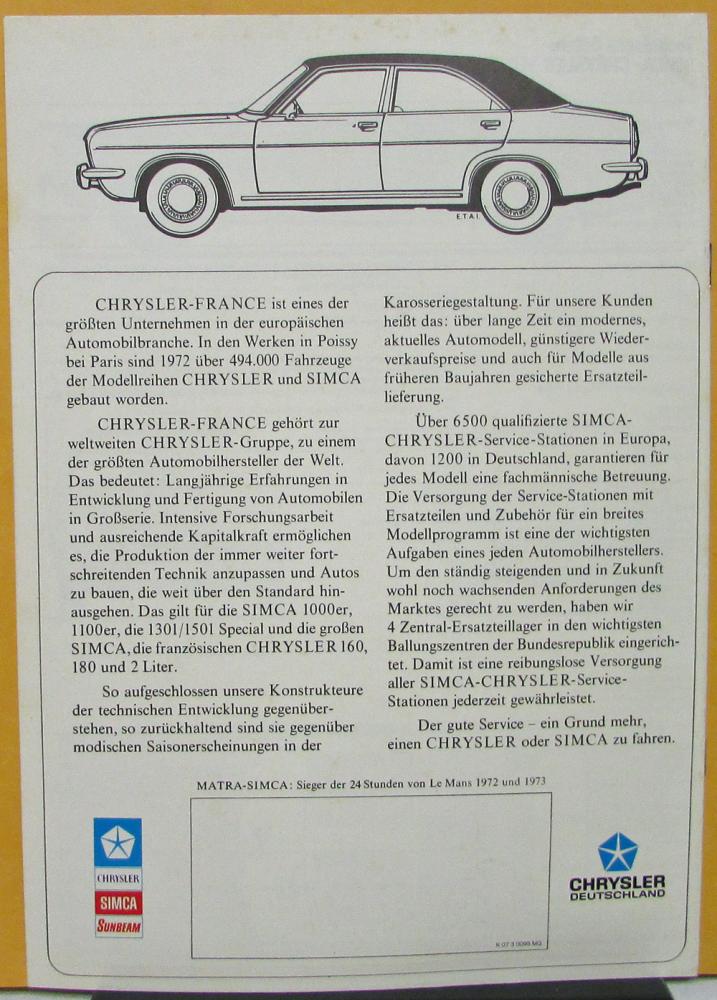 E.T.A.I.
CHRYSLER-FRANCE ist eines der
größten Unternehmen in der europäischen
Automobilbranche. In den Werken in Poissy
bei Paris sind 1972 über 494.000 Fahrzeuge
der Modellreihen CHRYSLER und SIMCA
gebaut worden.
CHRYSLER-FRANCE gehört zur
weltweiten CHRYSLER-Gruppe, zu einem
der größten Automobilhersteller der Welt.
Das bedeutet: Langjährige Erfahrungen in
Entwicklung und Fertigung von Automobilen
in Großserie. Intensive Forschungsarbeit
und ausreichende Kapitalkraft ermöglichen
es, die Produktion der immer weiter fort-
schreitenden Technik anzupassen und Autos
zu bauen, die weit über den Standard hin-
ausgehen. Das gilt für die SIMCA 1000er,
1100er, die 1301/1501 Special und die großen
SIMCA, die französischen CHRYSLER 160,
180 und 2 Liter.
So aufgeschlossen unsere Konstrukteure
der technischen Entwicklung gegenüber-
stehen, so zurückhaltend sind sie gegenüber
modischen Saisonerscheinungen in der
Karosseriegestaltung. Für unsere Kunden
heißt das: über lange Zeit ein modernes,
aktuelles Automodell, günstigere Wieder-
verkaufspreise und auch für Modelle aus
früheren Baujahren gesicherte Ersatzteil-
lieferung.
Über 6500 qualifizierte SIMCA-
CHRYSLER-Service-Stationen in Europa,
davon 1200 in Deutschland, garantieren für
jedes Modell eine fachmännische Betreuung.
Die Versorgung der Service-Stationen mit
Ersatzteilen und Zubehör für ein breites
Modellprogramm ist eine der wichtigsten
Aufgaben eines jeden Automobilherstellers.
Um den ständig steigenden und in Zukunft
wohl noch wachsenden Anforderungen des
Marktes gerecht zu werden, haben wir
4 Zentral-Ersatzteillager in den wichtigsten
Ballungszentren der Bundesrepublik eingerich-
tet. Damit ist eine reibungslose Versorgung
aller SIMCA-CHRYSLER-Service-
Stationen jederzeit gewährleistet.
Der gute Service – ein Grund mehr,
einen CHRYSLER oder SIMCA zu fahren.
MATRA-SIMCA: Sieger der 24 Stunden von Le Mans 1972 und 1973
CHRYSLER
SIMCA
SUNBEAM
K 07 3 0099 MG
CHRYSLER
DEUTSCHLAND